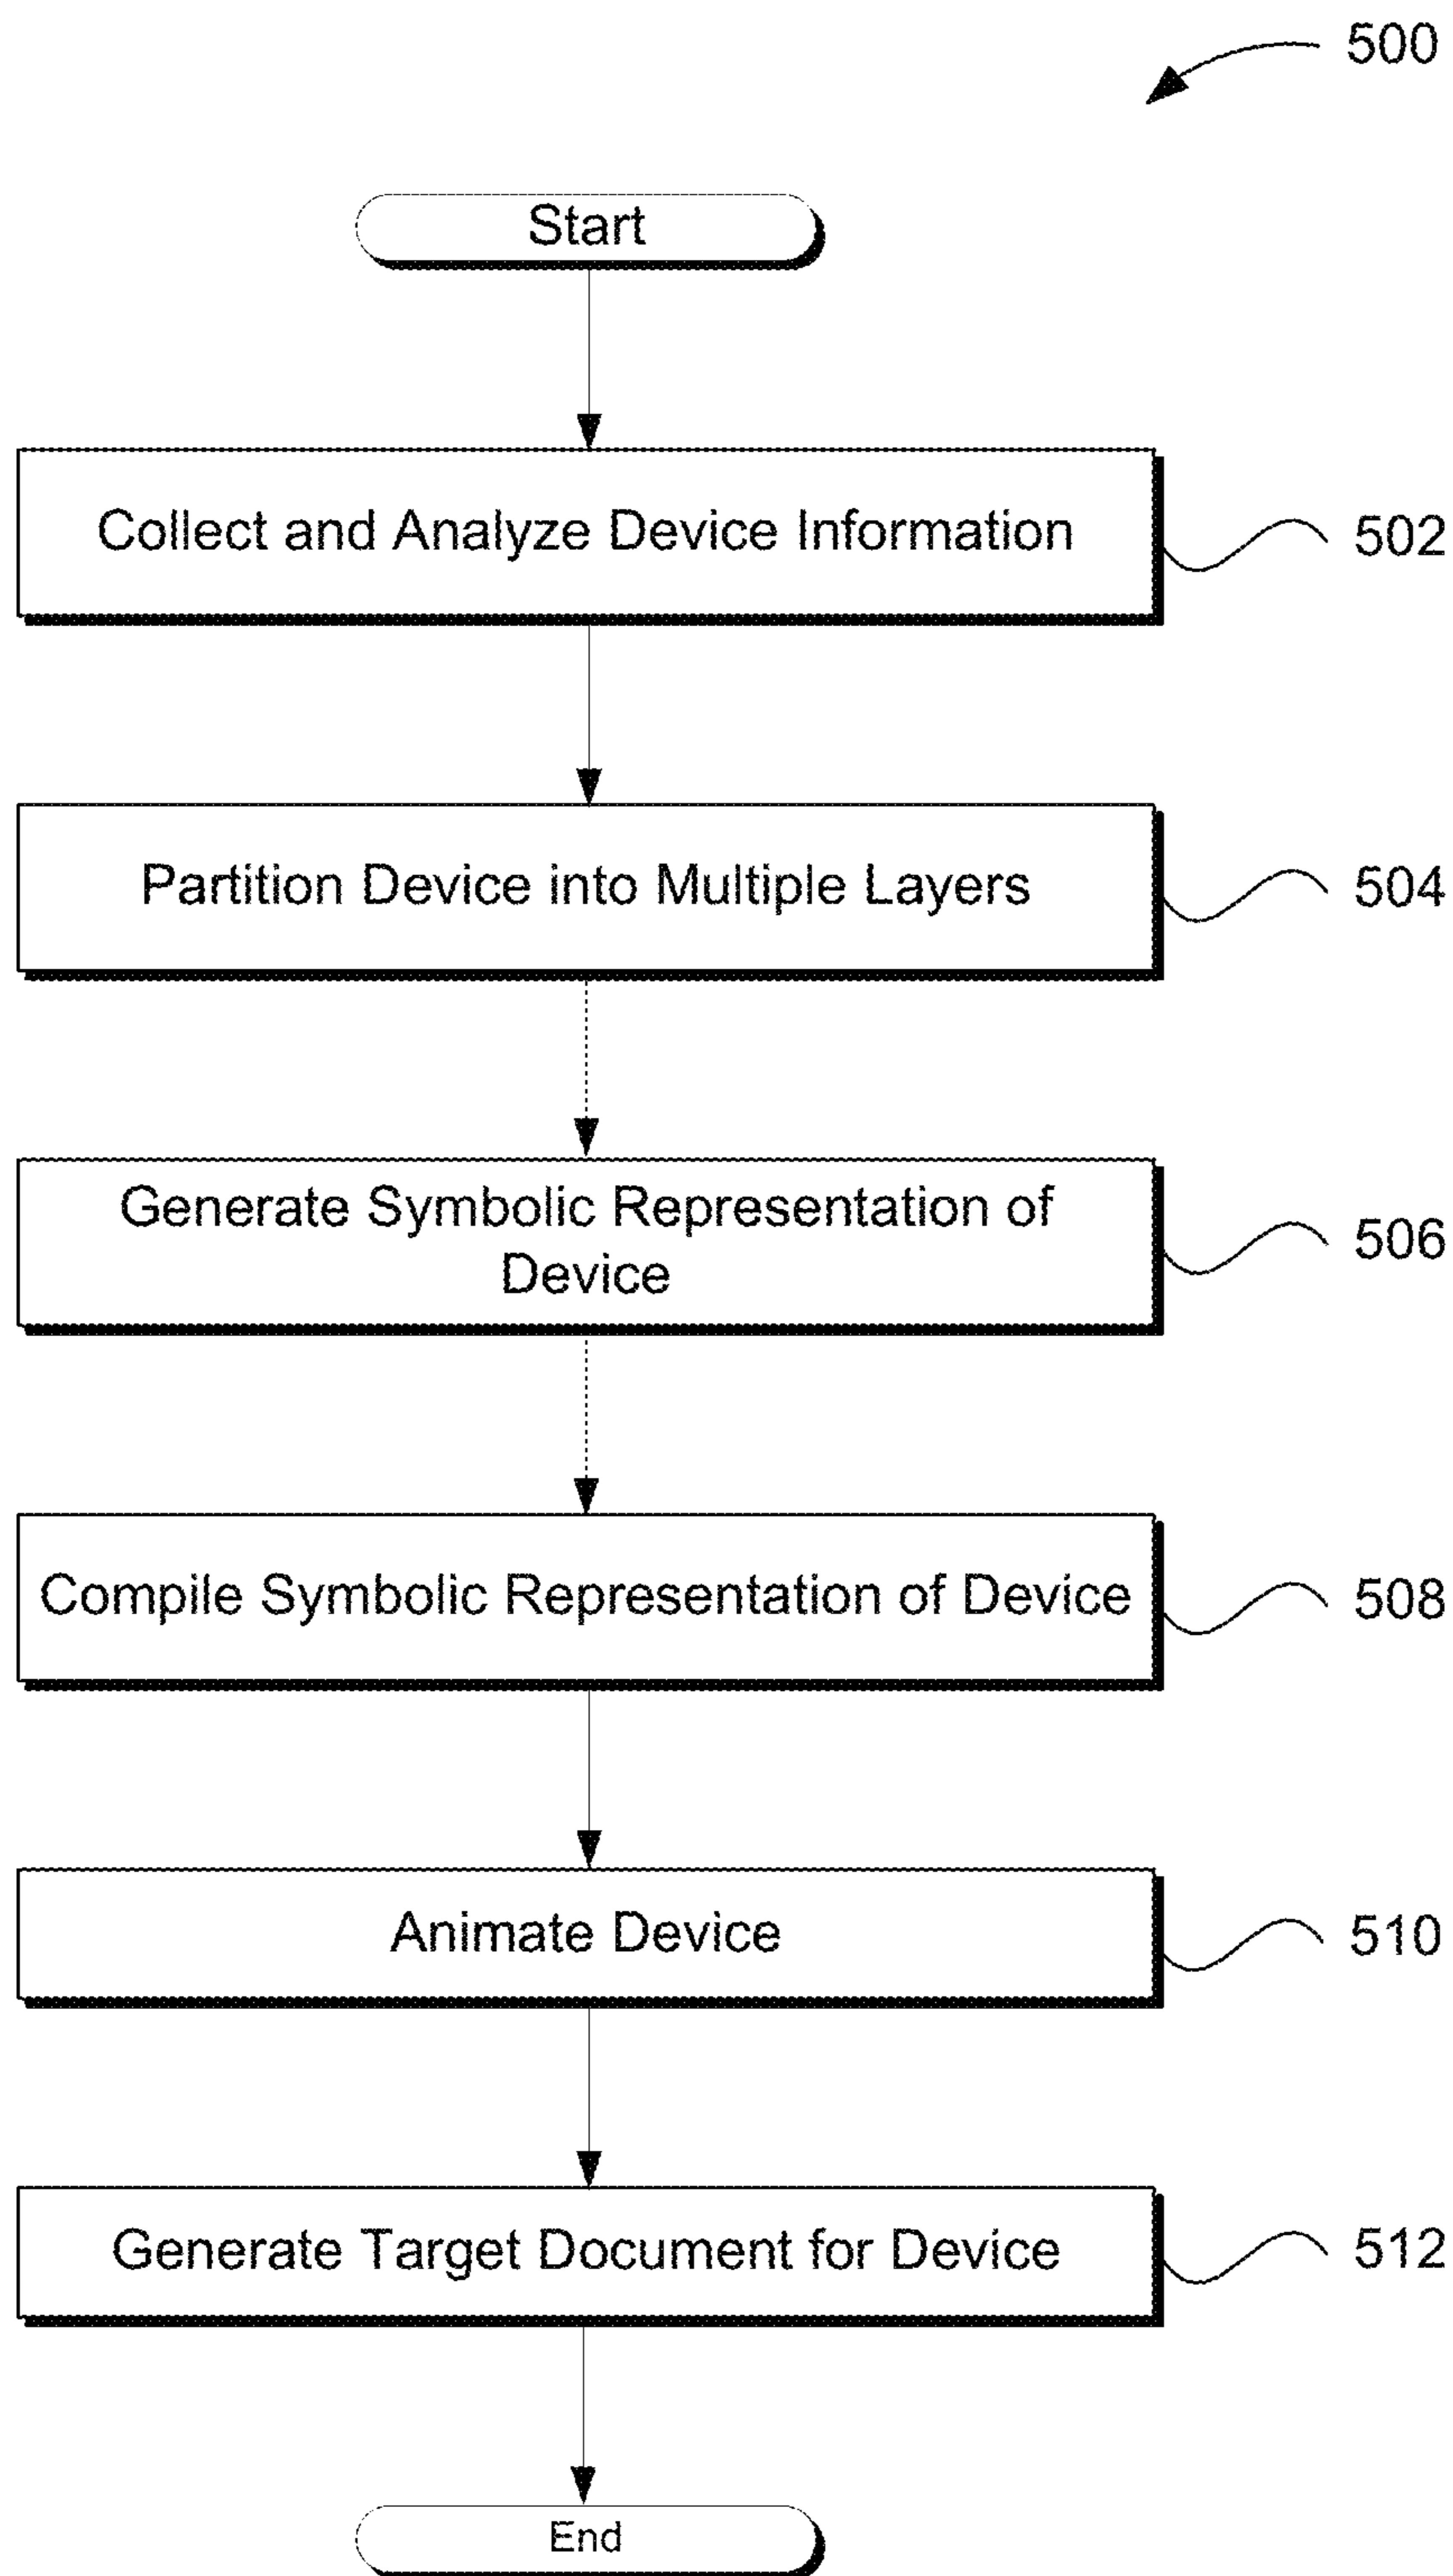 500
Start
Collect and Analyze Device Information
502
Partition Device into Multiple Layers
504
Generate Symbolic Representation of
Device
506
Compile Symbolic Representation of Device
508
Animate Device
510
Generate Target Document for Device
512
End